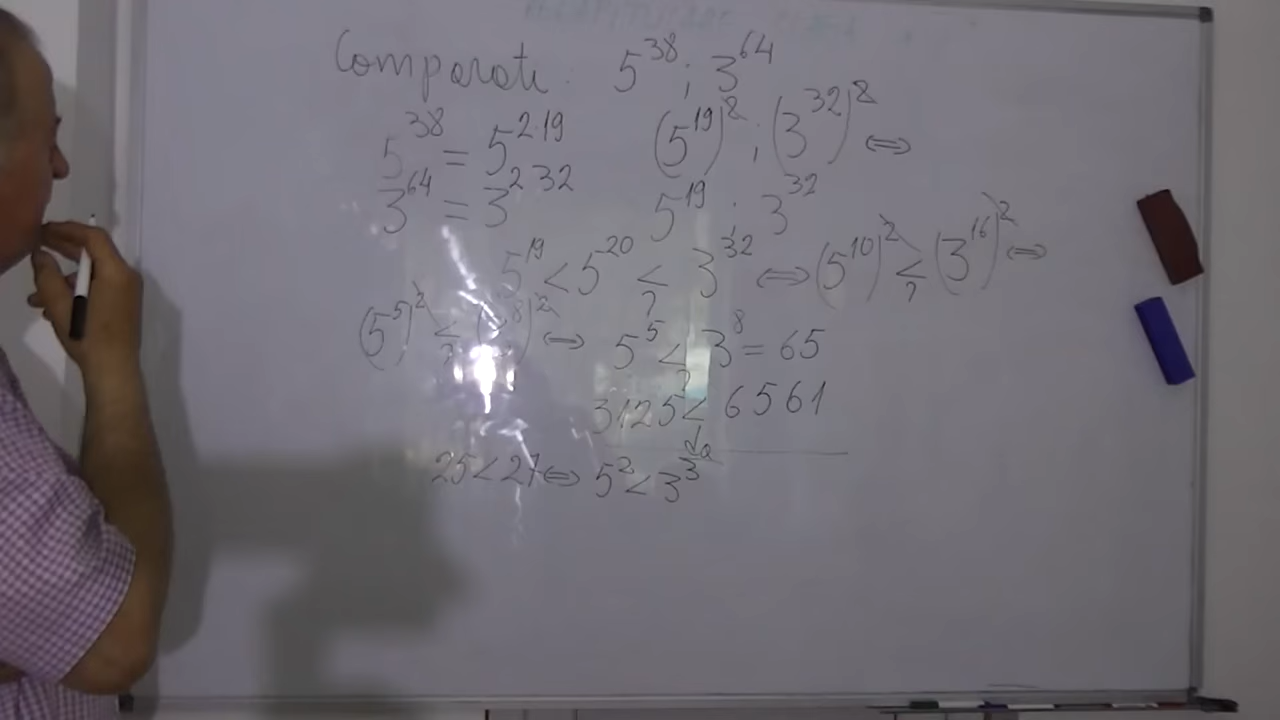 Comparati. 5^38 ; 3^64
5^38 = 5^2·19 (5^19)^2 ; (3^32)^2 ⇔
3^64 = 3^2·32 5^19 ; 3^32
5^19 < 5^20 <? 3^32 ⇔ (5^10)^2 <? (3^16)^2 ⇔
(5^5)^2 <? ( ^8)^2 ⇔ 5^5 <? 3^8 = 65
3125 < 6561
da
25 < 27 ⇔ 5^2 < 3^3